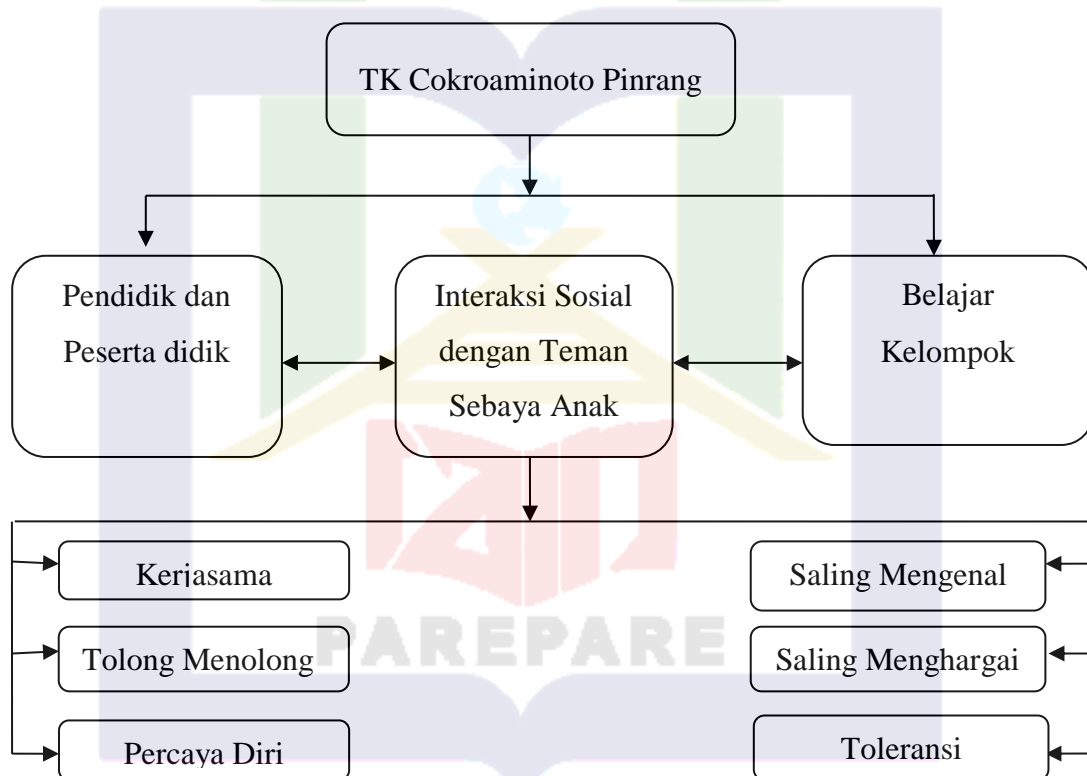 TK Cokroaminoto Pinrang
Pendidik dan
Peserta didik
Interaksi Sosial
dengan Teman
Sebaya Anak
Belajar
Kelompok
Kerjasama
Saling Mengenal
Tolong Menolong
Saling Menghargai
Percaya Diri
Toleransi
PAREPARE